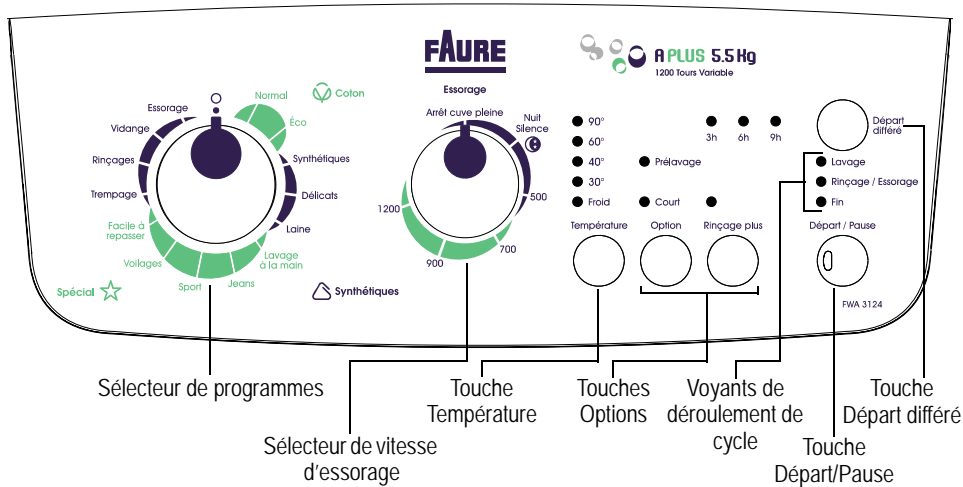 FAURE
A PLUS 5.5 Kg
1200 Tours Variable
Essorage
Normal
Coton
Éco
Essorage
Vidange
Rinçages
Trempage
Synthétiques
Délicats
Laine
Facile à
repasser
Voilages
Sport
Jeans
Lavage
à la main
Spécial
Synthétiques
Arrêt cuve pleine
Nuit
Silence
500
700
900
1200
90°
60°
40°
30°
Froid
Prélavage
Court
3h
6h
9h
Départ
différé
Lavage
Rinçage / Essorage
Fin
Température
Option
Rinçage plus
Départ / Pause
FWA 3124
Sélecteur de programmes
Sélecteur de vitesse
d'essorage
Touche
Température
Touches
Options
Voyants de
déroulement de
cycle
Touche
Départ/Pause
Touche
Départ différé